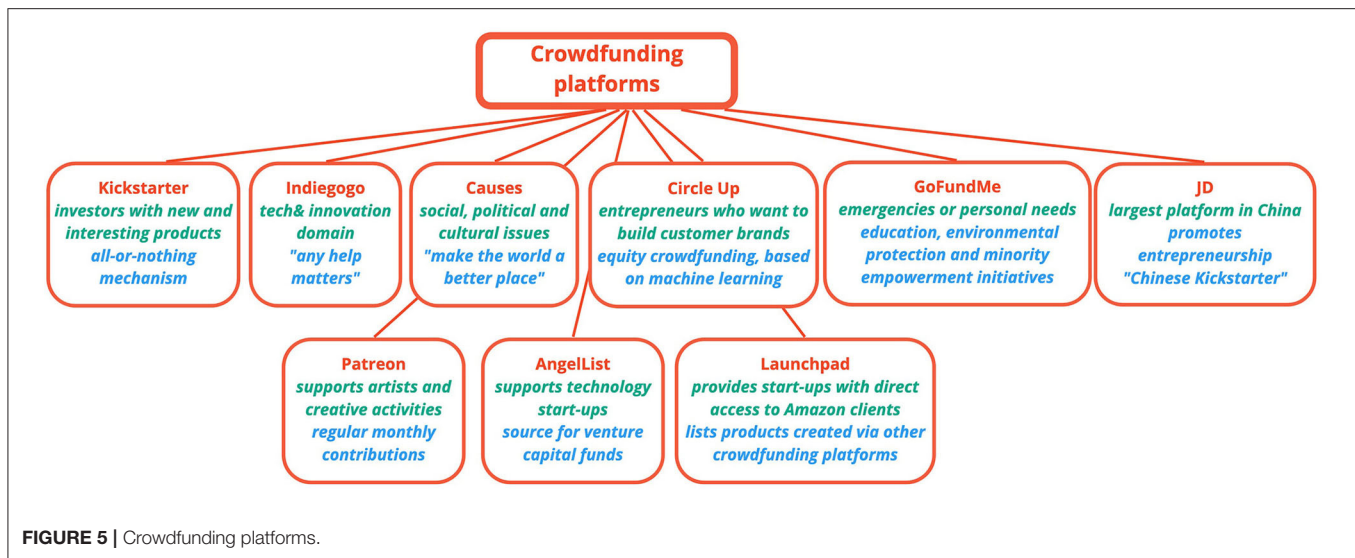 Crowdfunding
platforms
Kickstarter
investors with new and
interesting products
all-or-nothing
mechanism
Indiegogo
tech& innovation
domain
"any help
matters"
Causes
social, political and
cultural issues
"make the world a
better place"
Circle Up
entrepreneurs who want to
build customer brands
equity crowdfunding, based
on machine learning
GoFundMe
emergencies or personal needs
education, environmental
protection and minority
empowerment initiatives
JD
largest platform in China
promotes
entrepreneurship
"Chinese Kickstarter"
Patreon
supports artists and
creative activities
regular monthly
contributions
AngelList
supports technology
start-ups
source for venture
capital funds
Launchpad
provides start-ups with direct
access to Amazon clients
lists products created via other
crowdfunding platforms
FIGURE 5 | Crowdfunding platforms.